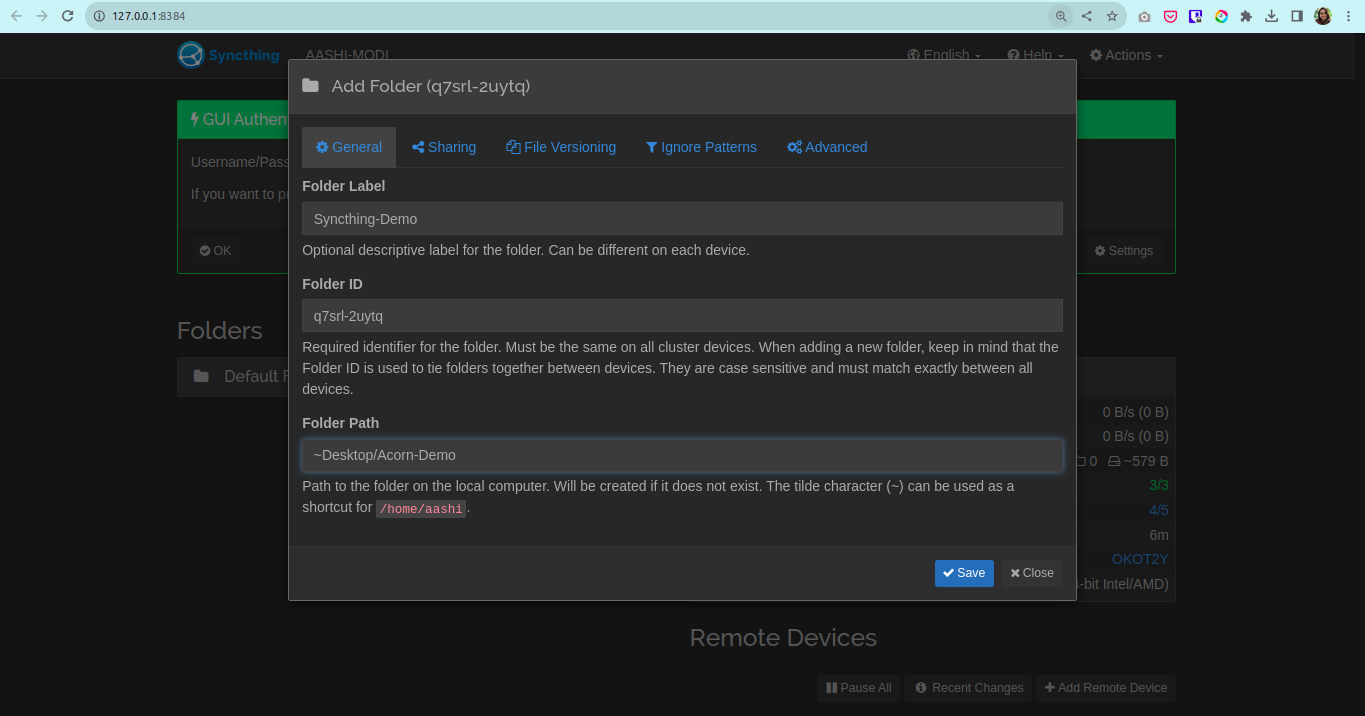 127.0.0.1:8384
Syncthing AASHI-MODI English Help Actions
Add Folder (q7srl-2uytq)
GUI Authen
Username/Pass
If you want to pr
OK
Settings
General Sharing File Versioning Ignore Patterns Advanced
Folder Label
Syncthing-Demo
Optional descriptive label for the folder. Can be different on each device.
Folder ID
q7srl-2uytq
Required identifier for the folder. Must be the same on all cluster devices. When adding a new folder, keep in mind that the
Folder ID is used to tie folders together between devices. They are case sensitive and must match exactly between all
devices.
Folder Path
~Desktop/Acorn-Demo
Path to the folder on the local computer. Will be created if it does not exist. The tilde character (~) can be used as a
shortcut for /home/aashi.
Save Close
Folders
Default F
0 B/s (0 B)
0 B/s (0 B)
0 ~579 B
3/3
4/5
6m
OKOT2Y
-bit Intel/AMD)
Remote Devices
Pause All Recent Changes Add Remote Device